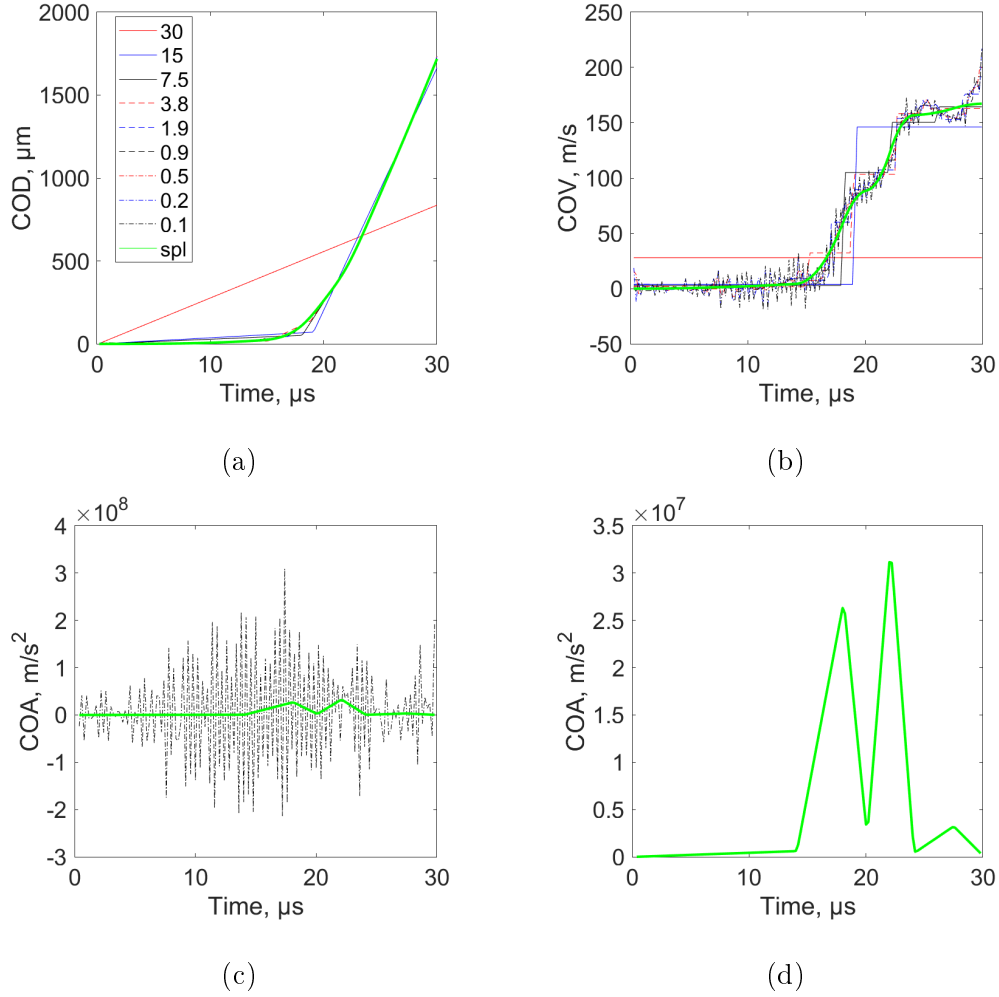 2000
1500
1000
500
0
COD, µm
30
15
7.5
3.8
1.9
0.9
0.5
0.2
0.1
spl
0 10 20 30
Time, µs
(a)
250
200
150
100
50
0
-50
COV, m/s
0 10 20 30
Time, µs
(b)
×10^8
4
3
2
1
0
-1
-2
-3
COA, m/s^2
0 10 20 30
Time, µs
(c)
×10^7
3.5
3
2.5
2
1.5
1
0.5
0
COA, m/s^2
0 10 20 30
Time, µs
(d)